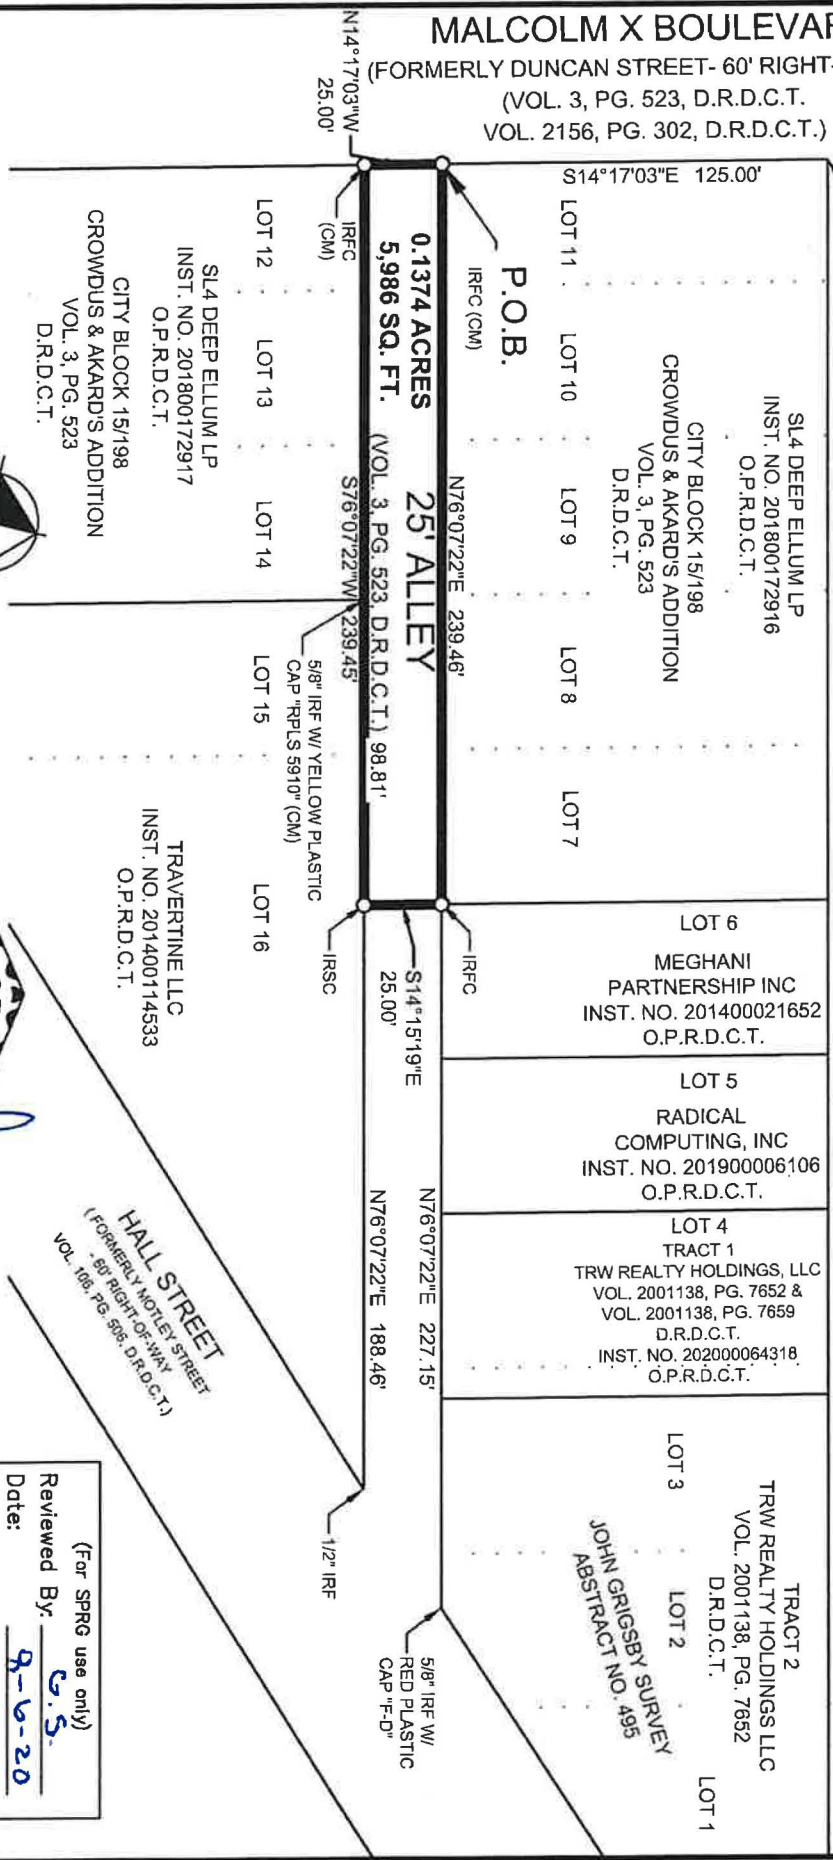 MALCOLM X BOULEVAR
(FORMERLY DUNCAN STREET- 60' RIGHT-
(VOL. 3, PG. 523, D.R.D.C.T.
VOL. 2156, PG. 302, D.R.D.C.T.)
N14°17'03"W
25.00'
S14°17'03"E 125.00'
LOT 11
LOT 10
LOT 9
LOT 8
LOT 7
SL4 DEEP ELLUM LP
INST. NO. 201800172916
O.P.R.D.C.T.
CITY BLOCK 15/198
CROWDUS & AKARD'S ADDITION
VOL. 3, PG. 523
D.R.D.C.T.
P.O.B.
IRFC (CM)
N76°07'22"E 239.46'
0.1374 ACRES
5,986 SQ. FT.
25' ALLEY
(VOL. 3, PG. 523, D.R.D.C.T.)
98.81'
S76°07'22"W 239.45'
IRFC
(CM)
5/8" IRF W/ YELLOW PLASTIC
CAP "RPLS 5910" (CM)
LOT 12
LOT 13
LOT 14
LOT 15
LOT 16
SL4 DEEP ELLUM LP
INST. NO. 201800172917
O.P.R.D.C.T.
CITY BLOCK 15/198
CROWDUS & AKARD'S ADDITION
VOL. 3, PG. 523
D.R.D.C.T.
TRAVERTINE LLC
INST. NO. 201400114533
O.P.R.D.C.T.
IRFC
IRSC
S14°15'19"E
25.00'
LOT 6
MEGHANI
PARTNERSHIP INC
INST. NO. 201400021652
O.P.R.D.C.T.
LOT 5
RADICAL
COMPUTING, INC
INST. NO. 201900006106
O.P.R.D.C.T.
LOT 4
TRACT 1
TRW REALTY HOLDINGS, LLC
VOL. 2001138, PG. 7652 &
VOL. 2001138, PG. 7659
D.R.D.C.T.
INST. NO. 202000064318
O.P.R.D.C.T.
N76°07'22"E 227.15'
N76°07'22"E 188.46'
HALL STREET
(FORMERLY MOTLEY STREET
- 60' RIGHT-OF-WAY
VOL. 106, PG. 506, D.R.D.C.T.)
1/2" IRF
5/8" IRF W/
RED PLASTIC
CAP "F-D"
TRACT 2
TRW REALTY HOLDINGS LLC
VOL. 2001138, PG. 7652
D.R.D.C.T.
LOT 3
LOT 2
LOT 1
JOHN GRIGSBY SURVEY
ABSTRACT NO. 495
(For SPRG use only)
Reviewed By: G.S.
Date: 9-6-20